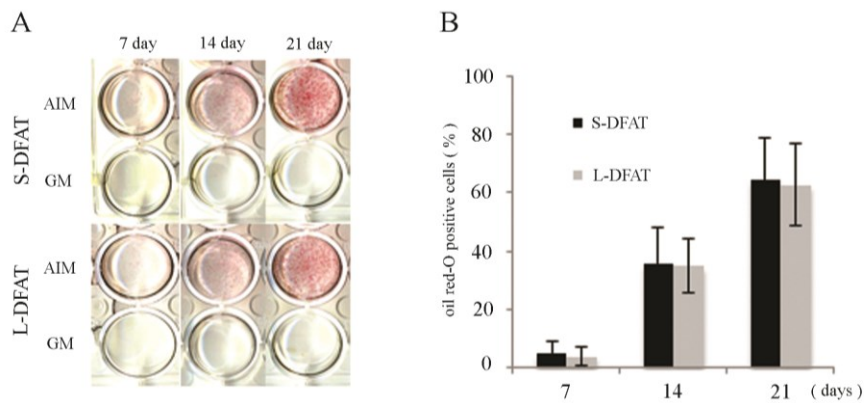 A
7 day 14 day 21 day
S-DFAT
AIM
GM
L-DFAT
AIM
GM
B
oil red-O positive cells ( % )
100
80
60
40
20
0
S-DFAT
L-DFAT
7 14 21 ( days )